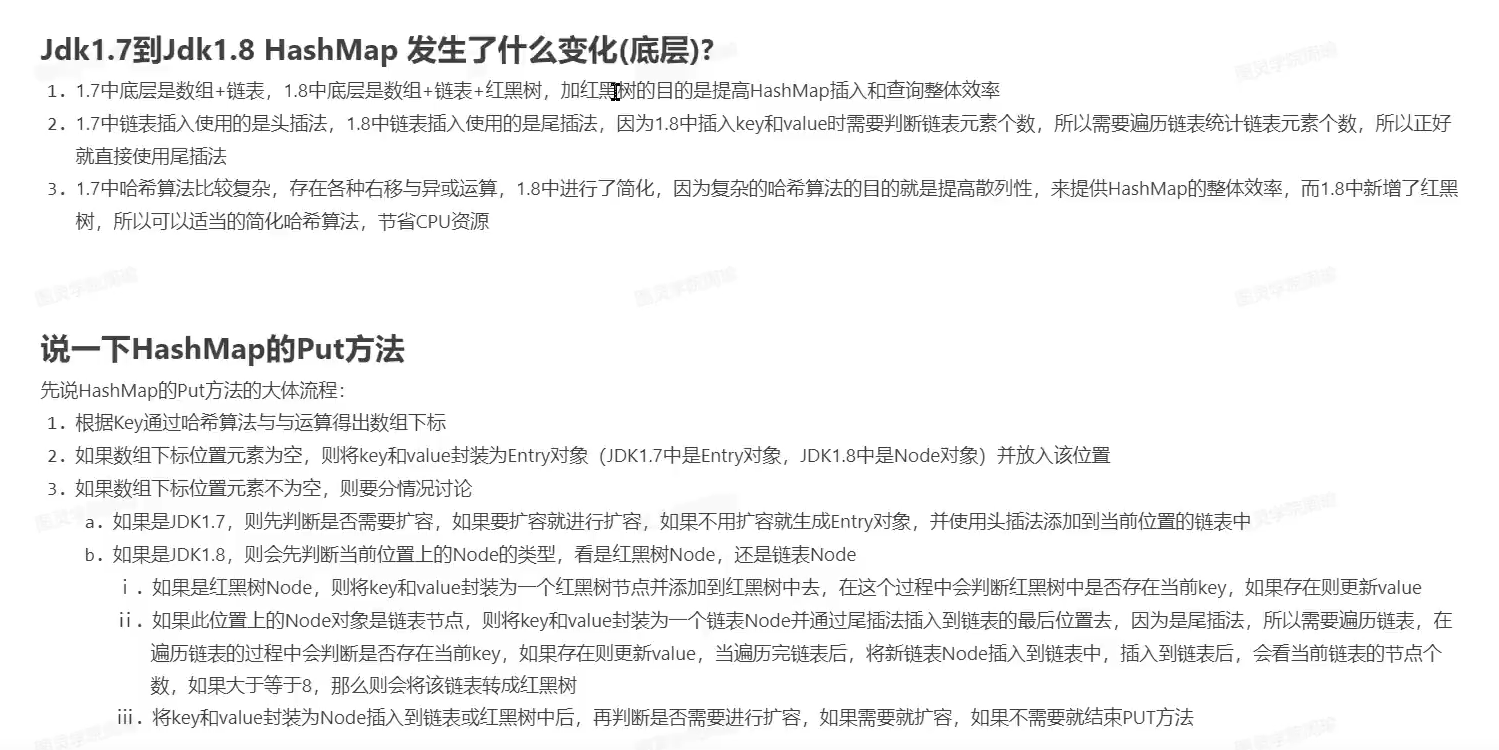 Jdk1.7到Jdk1.8 HashMap 发生了什么变化(底层)?
1. 1.7中底层是数组+链表，1.8中底层是数组+链表+红黑树，加红黑树的目的是提高HashMap插入和查询整体效率
2. 1.7中链表插入使用的是头插法，1.8中链表插入使用的是尾插法，因为1.8中插入key和value时需要判断链表元素个数，所以需要遍历链表统计链表元素个数，所以正好
就直接使用尾插法
3. 1.7中哈希算法比较复杂，存在各种右移与异或运算，1.8中进行了简化，因为复杂的哈希算法的目的就是提高散列性，来提供HashMap的整体效率，而1.8中新增了红黑
树，所以可以适当的简化哈希算法，节省CPU资源
图灵学院周瑜
图灵学院周瑜
图灵学院周瑜
说一下HashMap的Put方法
先说HashMap的Put方法的大体流程：
1. 根据Key通过哈希算法与与运算得出数组下标
2. 如果数组下标位置元素为空，则将key和value封装为Entry对象（JDK1.7中是Entry对象，JDK1.8中是Node对象）并放入该位置
3. 如果数组下标位置元素不为空，则要分情况讨论
a. 如果是JDK1.7，则先判断是否需要扩容，如果要扩容就进行扩容，如果不用扩容就生成Entry对象，并使用头插法添加到当前位置的链表中
b. 如果是JDK1.8，则会先判断当前位置上的Node的类型，看是红黑树Node，还是链表Node
ⅰ. 如果是红黑树Node，则将key和value封装为一个红黑树节点并添加到红黑树中去，在这个过程中会判断红黑树中是否存在当前key，如果存在则更新value
ⅱ. 如果此位置上的Node对象是链表节点，则将key和value封装为一个链表Node并通过尾插法插入到链表的最后位置去，因为是尾插法，所以需要遍历链表，在
遍历链表的过程中会判断是否存在当前key，如果存在则更新value，当遍历完链表后，将新链表Node插入到链表中，插入到链表后，会看当前链表的节点个
数，如果大于等于8，那么则会将该链表转成红黑树
ⅲ. 将key和value封装为Node插入到链表或红黑树中后，再判断是否需要进行扩容，如果需要就扩容，如果不需要就结束PUT方法